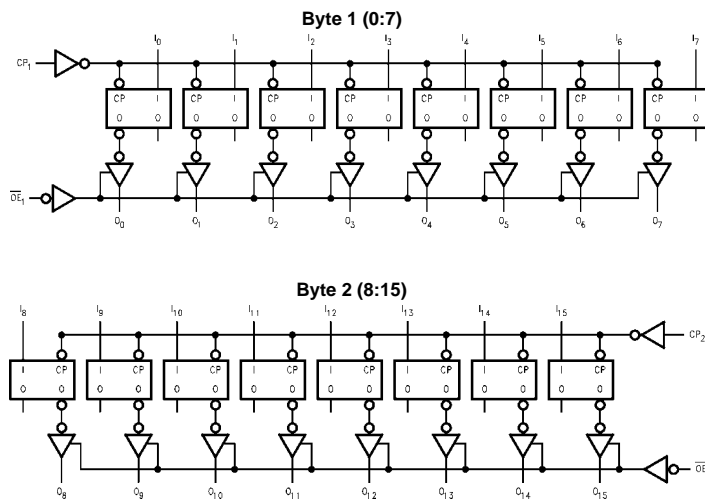 Byte 1 (0:7)
I0 I1 I2 I3 I4 I5 I6 I7
CP1
CP I CP I CP I CP I CP I CP I CP I CP I
O O O O O O O O O O O O O O O O
OE1
O0 O1 O2 O3 O4 O5 O6 O7
Byte 2 (8:15)
I8 I9 I10 I11 I12 I13 I14 I15
CP2
I CP I CP I CP I CP I CP I CP I CP I CP
O O O O O O O O O O O O O O O O
OE
O8 O9 O10 O11 O12 O13 O14 O15